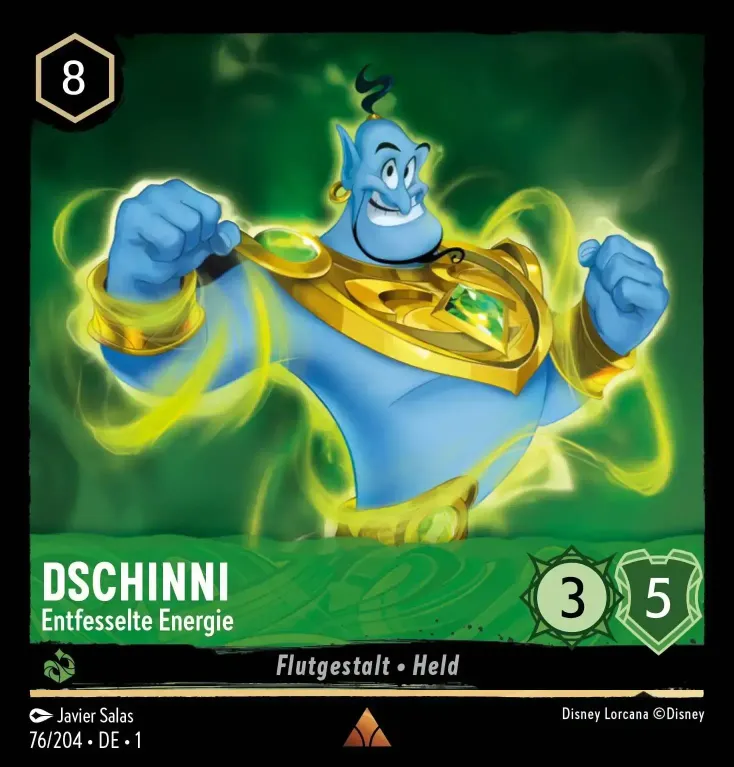 8
DSCHINNI
Entfesselte Energie
3
5
Flutgestalt • Held
Javier Salas
Disney Lorcana ©Disney
76/204 • DE • 1